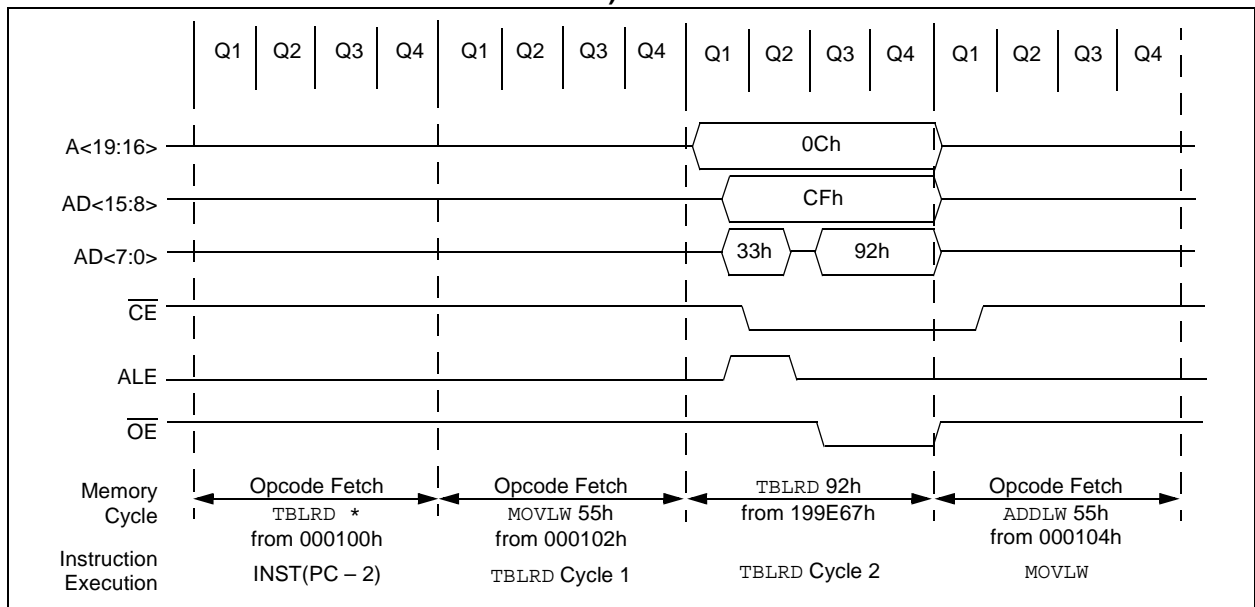 )
Q1 Q2 Q3 Q4 Q1 Q2 Q3 Q4 Q1 Q2 Q3 Q4 Q1 Q2 Q3 Q4
A<19:16> 0Ch
AD<15:8> CFh
AD<7:0> 33h 92h
CE
ALE
OE
Memory Cycle
Opcode Fetch
TBLRD *
from 000100h
Opcode Fetch
MOVLW 55h
from 000102h
TBLRD 92h
from 199E67h
Opcode Fetch
ADDLW 55h
from 000104h
Instruction Execution
INST(PC – 2)
TBLRD Cycle 1
TBLRD Cycle 2
MOVLW